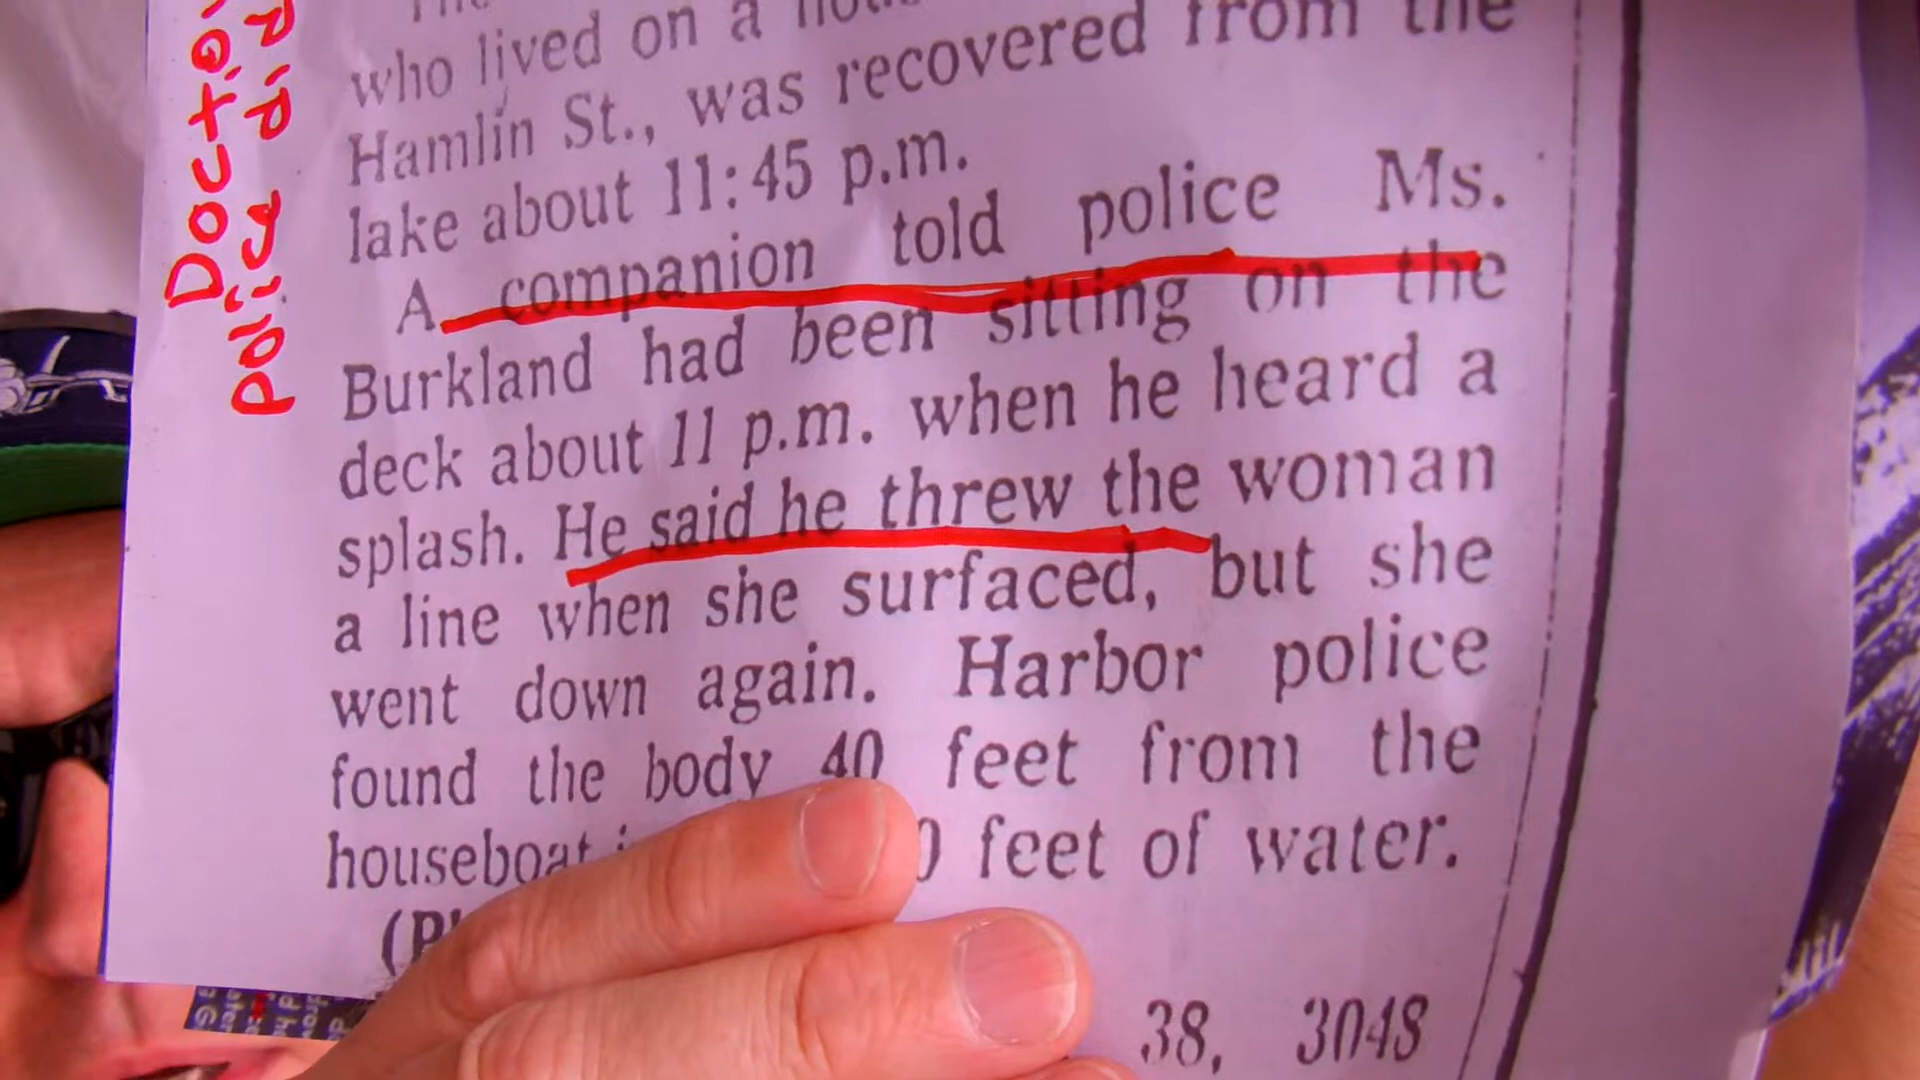 who lived on a
Hamlin St., was recovered from the
lake about 11:45 p.m.
A companion told police Ms.
Burkland had been sitting on the
deck about 11 p.m. when he heard a
splash. He said he threw the woman
a line when she surfaced, but she
went down again. Harbor police
found the body 40 feet from the
houseboat feet of water.
38, 3048
Doctor
police did